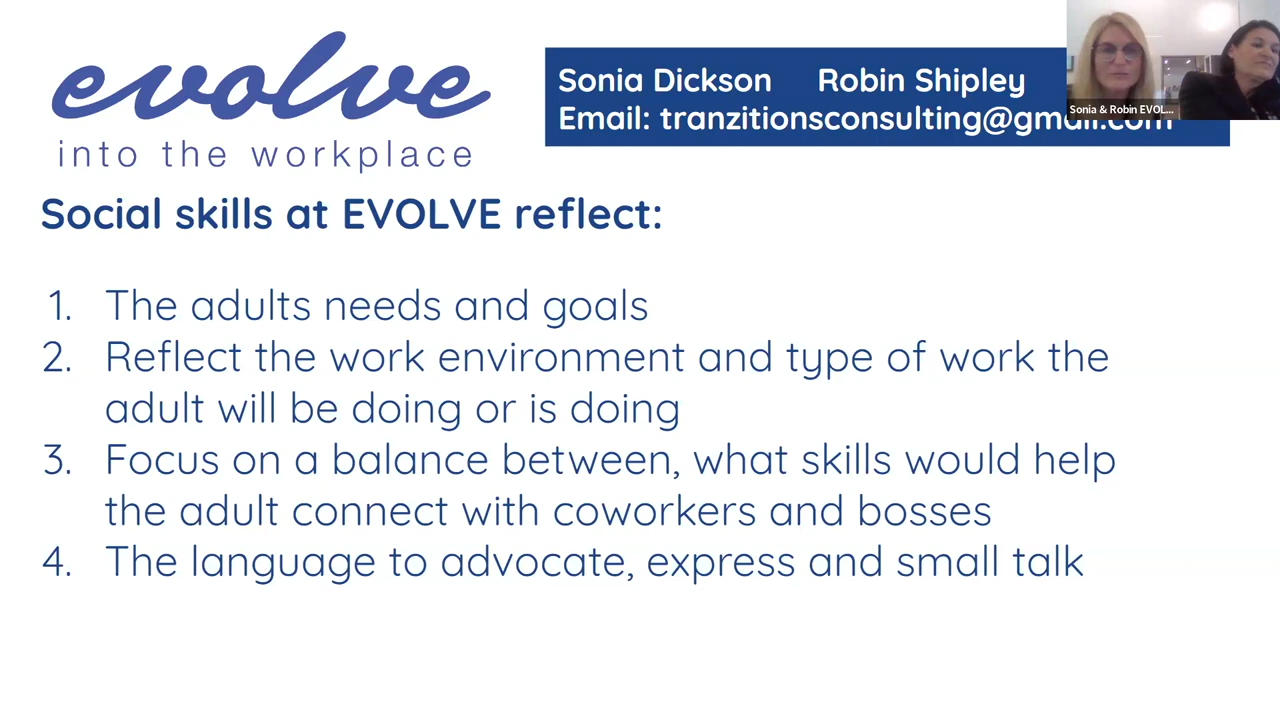 evolve
into the workplace
Sonia Dickson Robin Shipley
Email: tranzitionsconsulting@gmail.com
Sonia & Robin EVOL...
Social skills at EVOLVE reflect:
1. The adults needs and goals
2. Reflect the work environment and type of work the
adult will be doing or is doing
3. Focus on a balance between, what skills would help
the adult connect with coworkers and bosses
4. The language to advocate, express and small talk